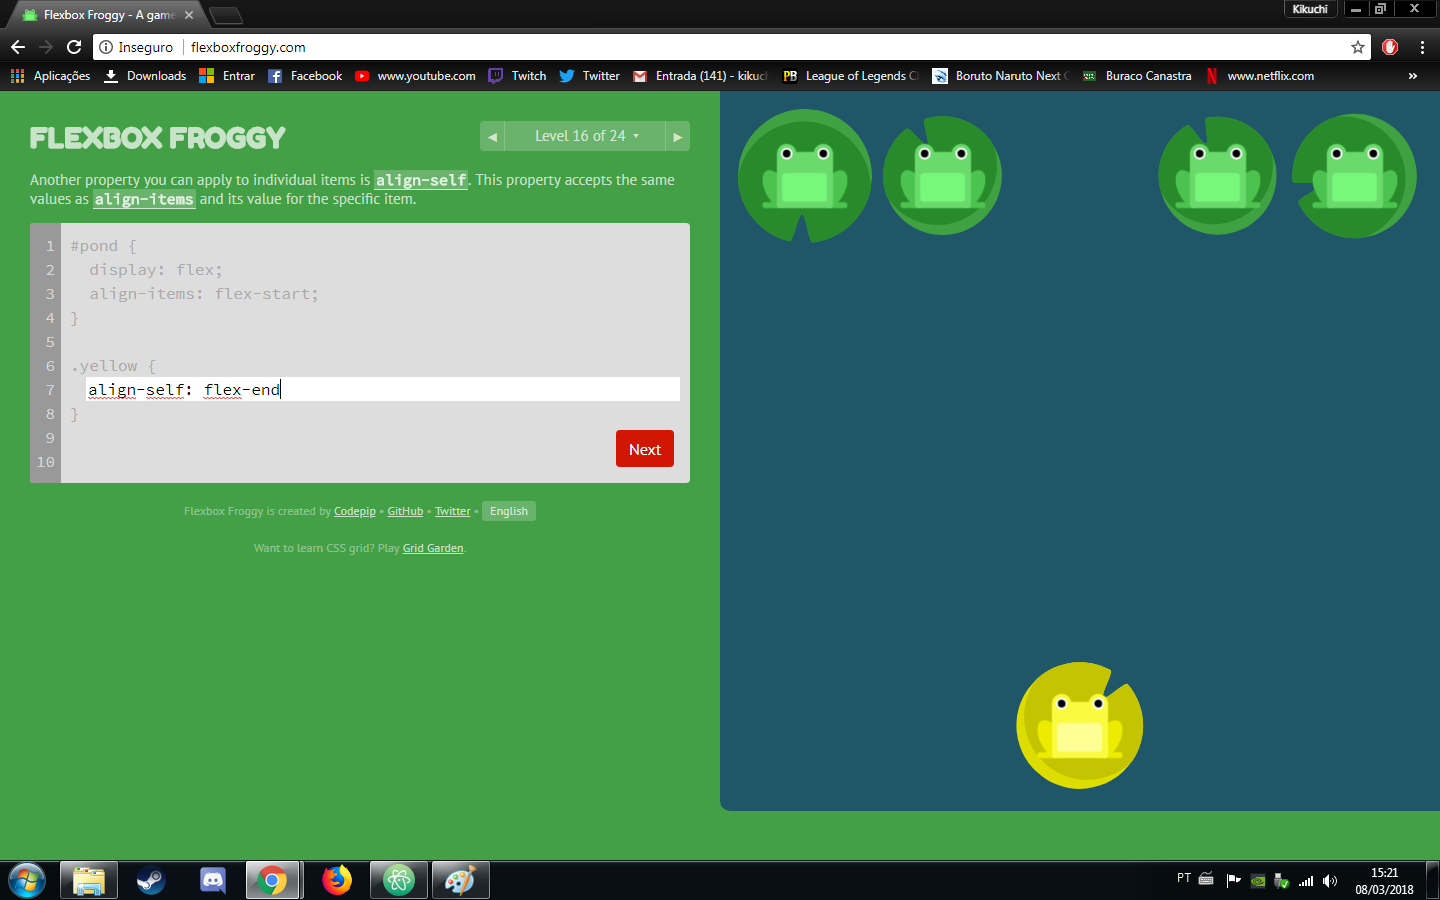 Flexbox Froggy - A game
Kikuchi
Inseguro
flexboxfroggy.com
Aplicações
Downloads
Entrar
Facebook
www.youtube.com
Twitch
Twitter
Entrada (141) - kikuc
League of Legends C
Boruto Naruto Next
Buraco Canastra
www.netflix.com
»
FLEXBOX FROGGY
Level 16 of 24
Another property you can apply to individual items is align-self. This property accepts the same
values as align-items and its value for the specific item.
1 #pond {
2 display: flex;
3 align-items: flex-start;
4 }
5
6 .yellow {
7 align-self: flex-end
8 }
9
10
Next
Flexbox Froggy is created by Codepip • GitHub • Twitter • English
Want to learn CSS grid? Play Grid Garden.
PT
15:21
08/03/2018